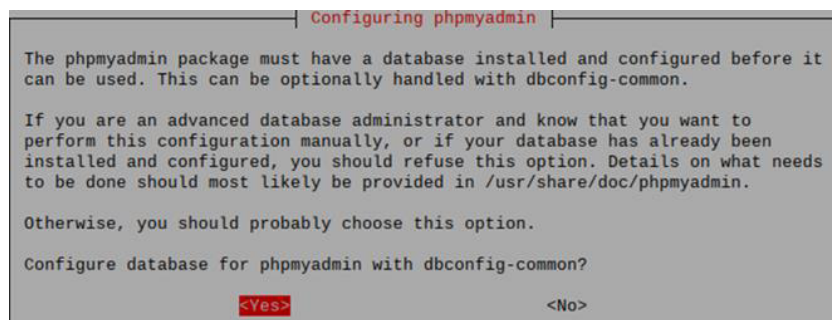 Configuring phpmyadmin
The phpmyadmin package must have a database installed and configured before it
can be used. This can be optionally handled with dbconfig-common.
If you are an advanced database administrator and know that you want to
perform this configuration manually, or if your database has already been
installed and configured, you should refuse this option. Details on what needs
to be done should most likely be provided in /usr/share/doc/phpmyadmin.
Otherwise, you should probably choose this option.
Configure database for phpmyadmin with dbconfig-common?
<Yes> <No>